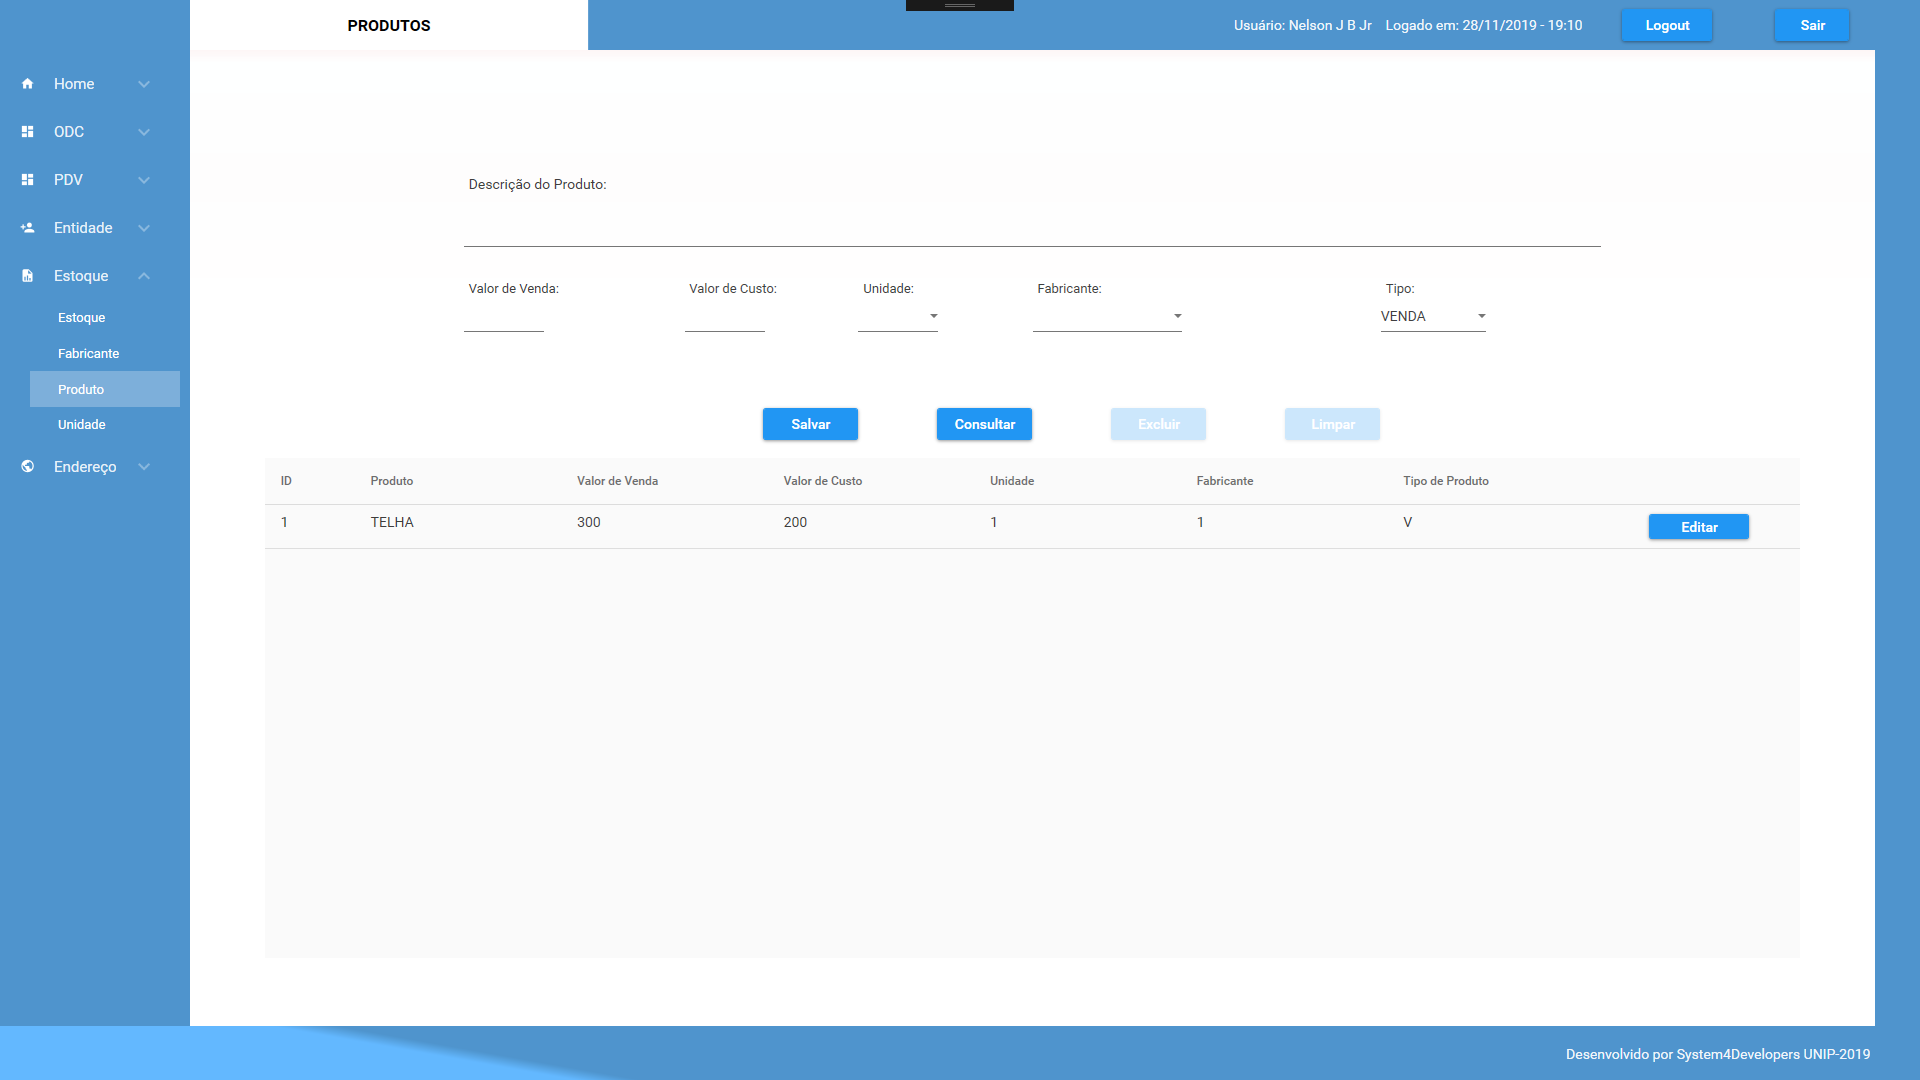 PRODUTOS
Usuário: Nelson J B Jr Logado em: 28/11/2019 - 19:10
Logout
Sair
Home
ODC
PDV
Entidade
Estoque
Estoque
Fabricante
Produto
Unidade
Endereço
Descrição do Produto:
Valor de Venda: Valor de Custo: Unidade: Fabricante: Tipo:
VENDA
Salvar Consultar Excluir Limpar
ID Produto Valor de Venda Valor de Custo Unidade Fabricante Tipo de Produto
1 TELHA 300 200 1 1 V Editar
Desenvolvido por System4Developers UNIP-2019